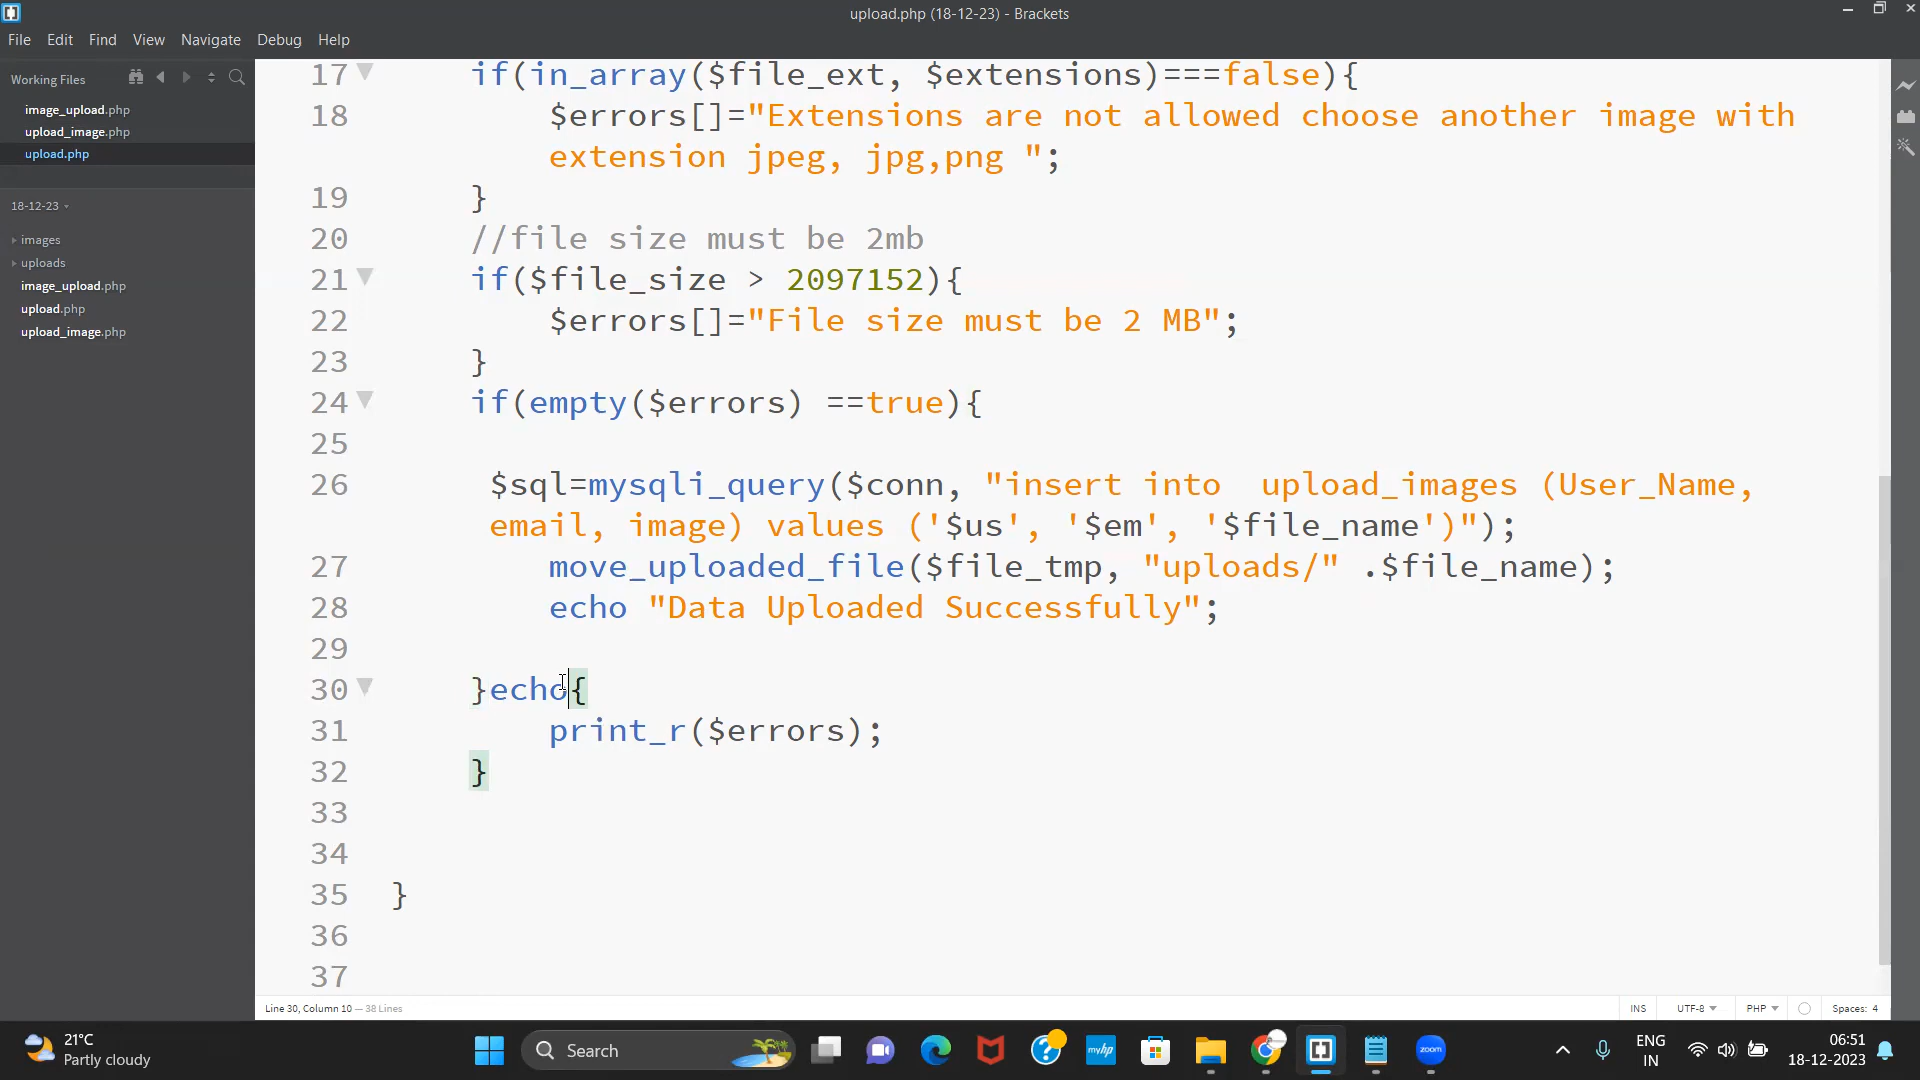 upload.php (18-12-23) - Brackets
File Edit Find View Navigate Debug Help
Working Files
image_upload.php
upload_image.php
upload.php
18-12-23
images
uploads
image_upload.php
upload.php
upload_image.php
17 if(in_array($file_ext, $extensions)===false){
18 $errors[]="Extensions are not allowed choose another image with
extension jpeg, jpg,png ";
19 }
20 //file size must be 2mb
21 if($file_size > 2097152){
22 $errors[]="File size must be 2 MB";
23 }
24 if(empty($errors) ==true){
25
26 $sql=mysqli_query($conn, "insert into  upload_images (User_Name,
email, image) values ('$us', '$em', '$file_name')");
27 move_uploaded_file($file_tmp, "uploads/" .$file_name);
28 echo "Data Uploaded Successfully";
29
30 }echo{
31 print_r($errors);
32 }
33
34
35 }
36
37
Line 30, Column 10 — 38 Lines
INS UTF-8 PHP Spaces: 4
21°C
Partly cloudy
Search
myhp
zoom
ENG
IN
06:51
18-12-2023